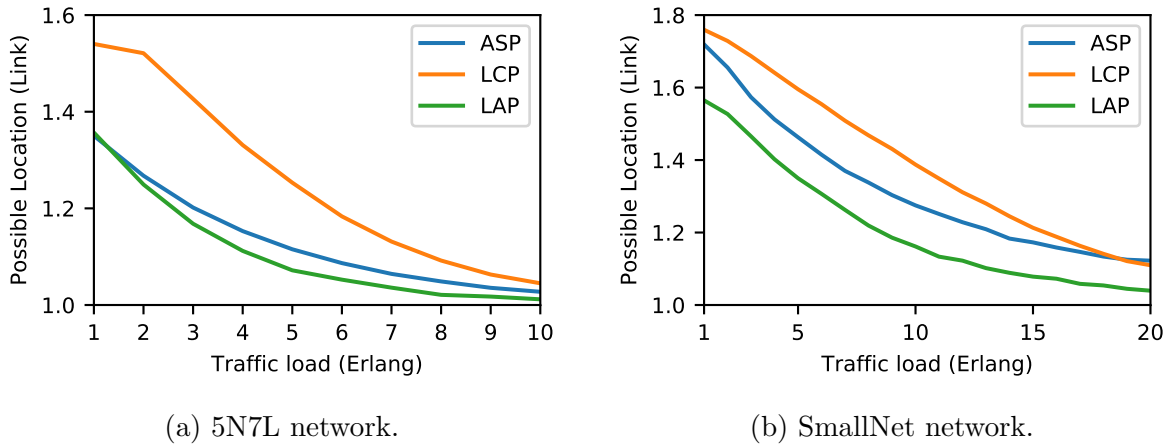 1.6
1.4
1.2
1.0
Possible Location (Link)
ASP
LCP
LAP
1 2 3 4 5 6 7 8 9 10
Traffic load (Erlang)
(a) 5N7L network.
1.8
1.6
1.4
1.2
1.0
Possible Location (Link)
ASP
LCP
LAP
1 5 10 15 20
Traffic load (Erlang)
(b) SmallNet network.